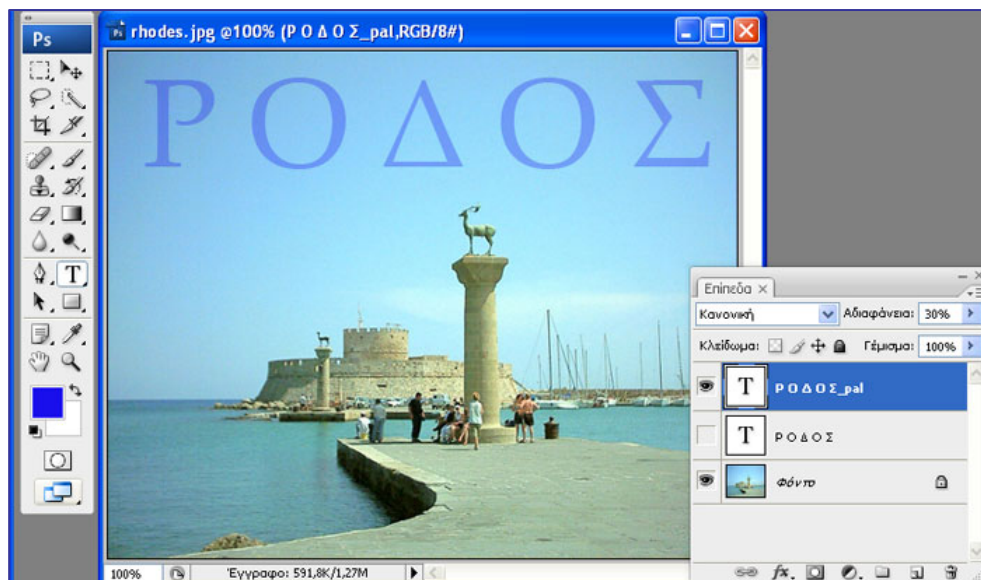 Ps
rhodes.jpg @100% (Ρ Ο Δ Ο Σ_pal,RGB/8#)
Ρ Ο Δ Ο Σ
Επίπεδα ×
Κανονική
Αδιαφάνεια: 30%
Κλείδωμα:
Γέμισμα: 100%
T Ρ Ο Δ Ο Σ_pal
T Ρ Ο Δ Ο Σ
Φόντο
100%
Έγγραφο: 591,8K/1,27M
fx